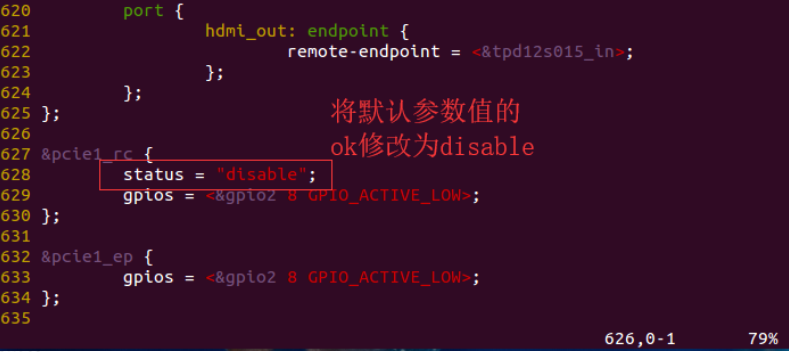 620 port {
621 hdmi_out: endpoint {
622 remote-endpoint = <&tpd12s015_in>;
623 };
624 };
625 };
626
将默认参数值的
ok修改为disable
627 &pcie1_rc {
628 status = "disable";
629 gpios = <&gpio2 8 GPIO_ACTIVE_LOW>;
630 };
631
632 &pcie1_ep {
633 gpios = <&gpio2 8 GPIO_ACTIVE_LOW>;
634 };
635
626,0-1 79%